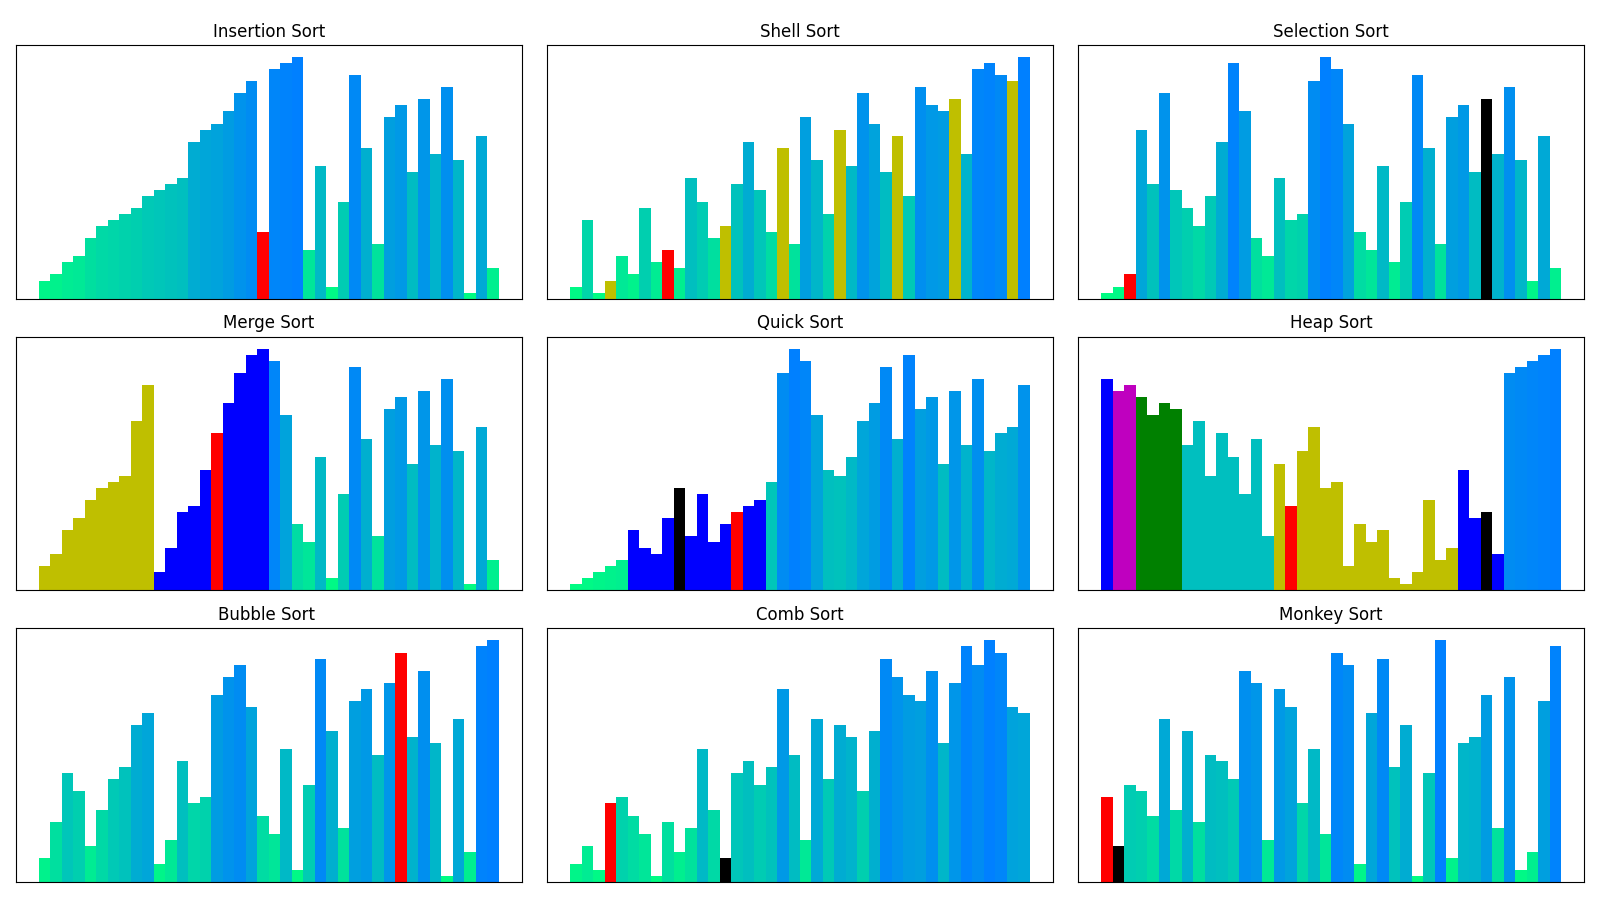 Insertion Sort
Shell Sort
Selection Sort
Merge Sort
Quick Sort
Heap Sort
Bubble Sort
Comb Sort
Monkey Sort